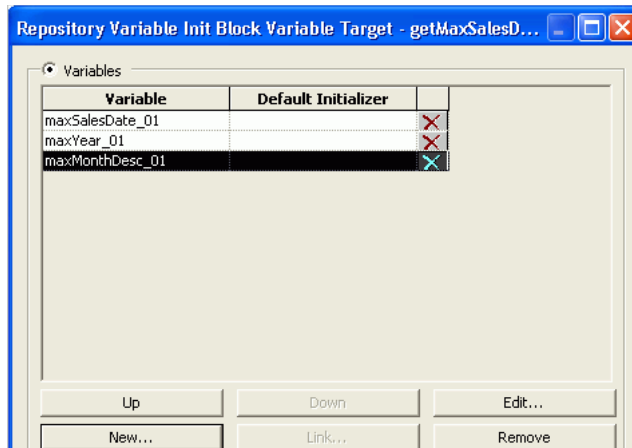 Repository Variable Init Block Variable Target - getMaxSalesD...
Variables
Variable Default Initializer
maxSalesDate_01
maxYear_01
maxMonthDesc_01
Up Down Edit...
New... Link... Remove